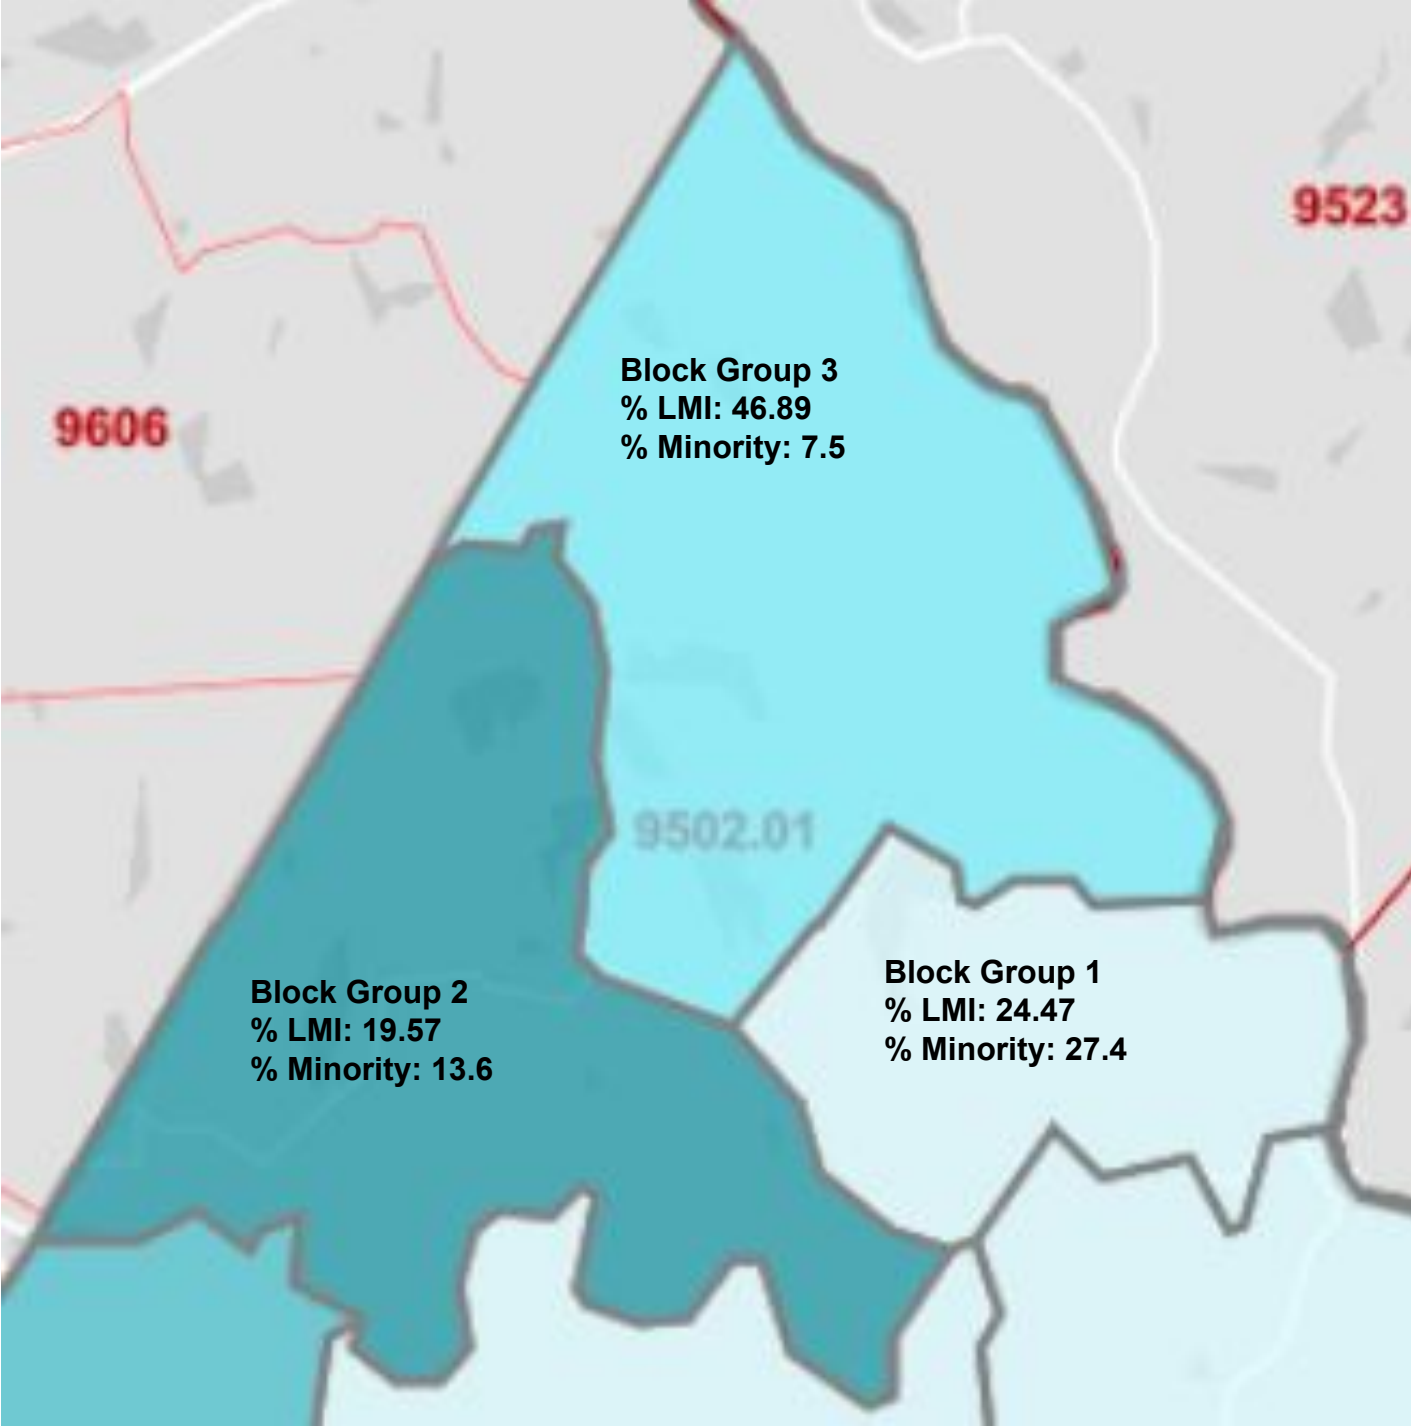 9523
Block Group 3
% LMI: 46.89
% Minority: 7.5
9606
9502.01
Block Group 1
% LMI: 24.47
% Minority: 27.4
Block Group 2
% LMI: 19.57
% Minority: 13.6